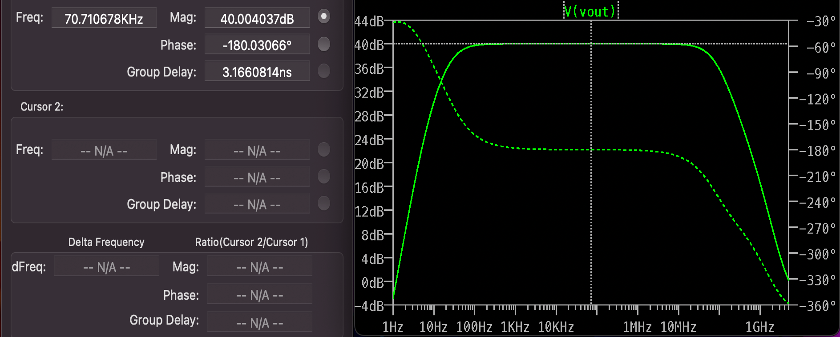 Freq: 70.710678KHz Mag: 40.004037dB
Phase: -180.03066°
Group Delay: 3.1660814ns
Cursor 2:
Freq: -- N/A -- Mag: -- N/A --
Phase: -- N/A --
Group Delay: -- N/A --
Delta Frequency Ratio(Cursor 2/Cursor 1)
dFreq: -- N/A -- Mag: -- N/A --
Phase: -- N/A --
Group Delay: -- N/A --
V(vout)
44dB -30°
40dB -60°
36dB -90°
32dB -120°
28dB -150°
24dB -180°
20dB -210°
16dB -240°
12dB -270°
8dB -300°
4dB -330°
0dB -360°
-4dB
1Hz 10Hz 100Hz 1KHz 10KHz 1MHz 10MHz 1GHz